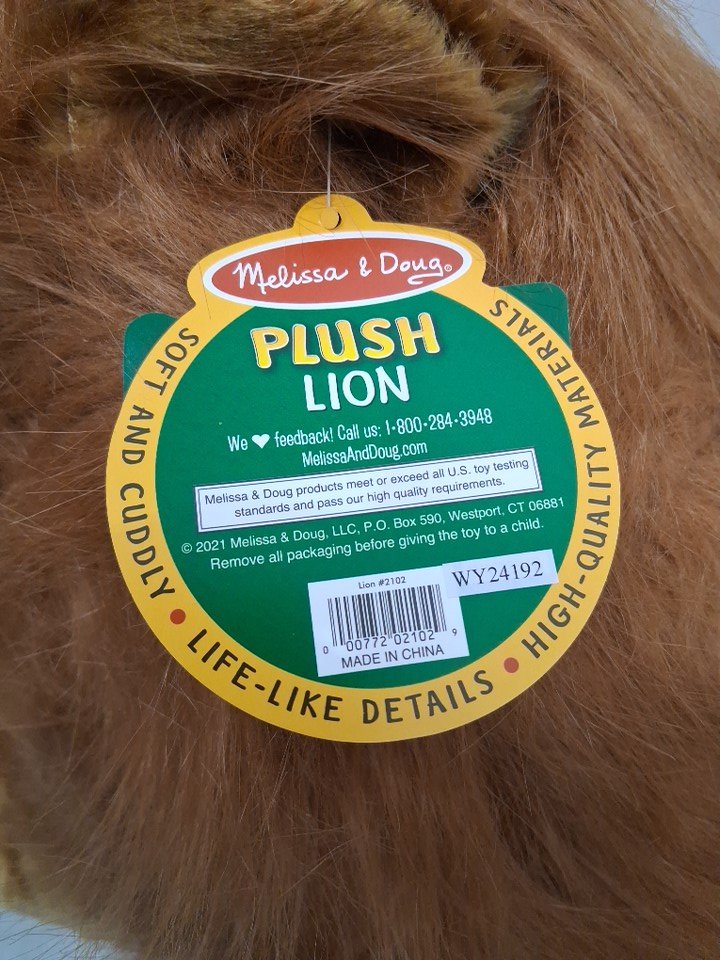 Melissa & Doug®
PLUSH
LION
We ♥ feedback! Call us: 1•800•284•3948
MelissaAndDoug.com
Melissa & Doug products meet or exceed all U.S. toy testing
standards and pass our high quality requirements.
© 2021 Melissa & Doug, LLC, P.O. Box 590, Westport, CT 06881
Remove all packaging before giving the toy to a child.
Lion #2102
0 00772 02102 9
MADE IN CHINA
WY24192
SOFT AND CUDDLY • LIFE-LIKE DETAILS • HIGH-QUALITY MATERIALS